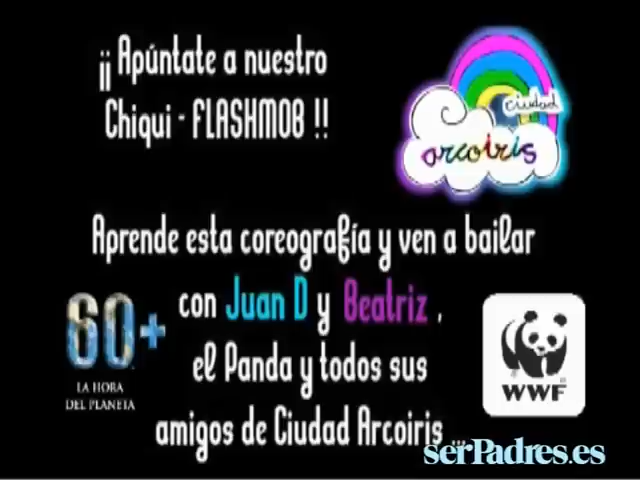 ¡¡ Apúntate a nuestro
Chiqui - FLASHMOB !!
ciudad
arcoiris
Aprende esta coreografía y ven a bailar
con Juan D y Beatriz ,
60+
LA HORA
DEL PLANETA
el Panda y todos sus
WWF
amigos de Ciudad Arcoiris ...
serPadres.es